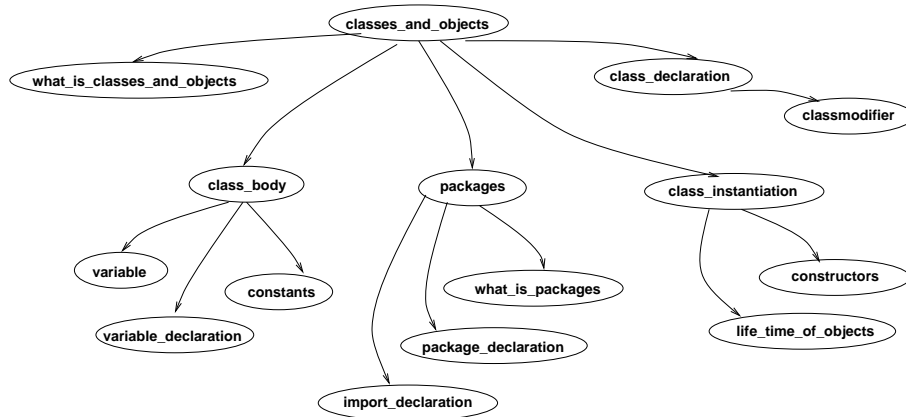 classes_and_objects
what_is_classes_and_objects
class_declaration
classmodifier
class_body
packages
class_instantiation
variable
constants
what_is_packages
constructors
variable_declaration
package_declaration
life_time_of_objects
import_declaration